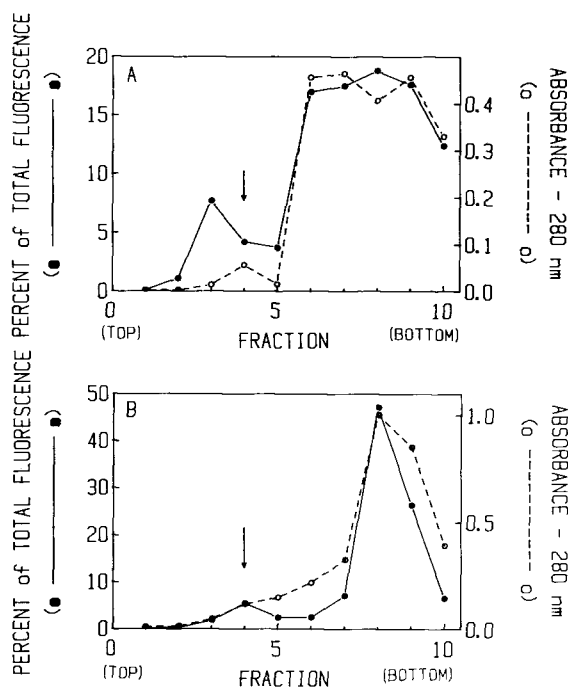 PERCENT of TOTAL FLUORESCENCE
A
20
15
10
5
0
0.4
0.3
0.2
0.1
0.0
ABSORBANCE - 280 nm
0 5 10
(TOP) FRACTION (BOTTOM)
PERCENT of TOTAL FLUORESCENCE
B
50
40
30
20
10
0
1.0
0.5
0.0
ABSORBANCE - 280 nm
0 5 10
(TOP) FRACTION (BOTTOM)